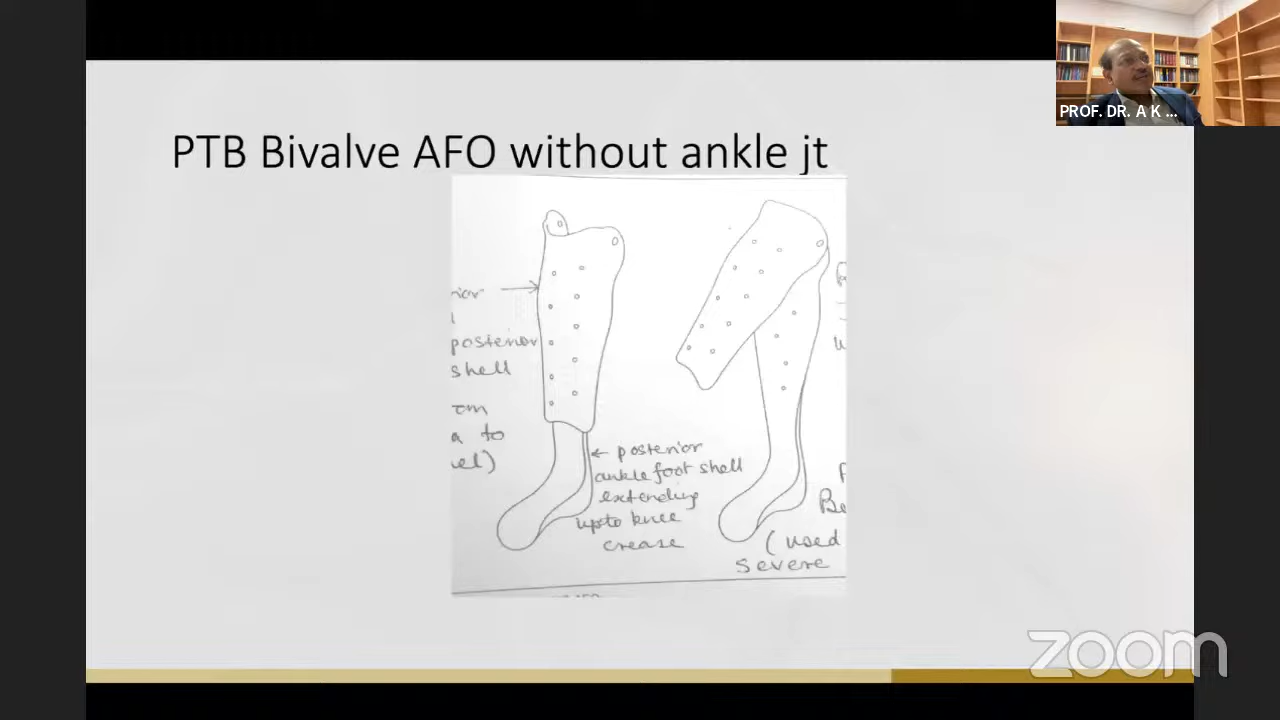 PROF. DR. A K ...
PTB Bivalve AFO without ankle jt
posterior
shell
a to
← posterior
ankle foot shell
extending
upto knee
crease
(used
severe
zoom